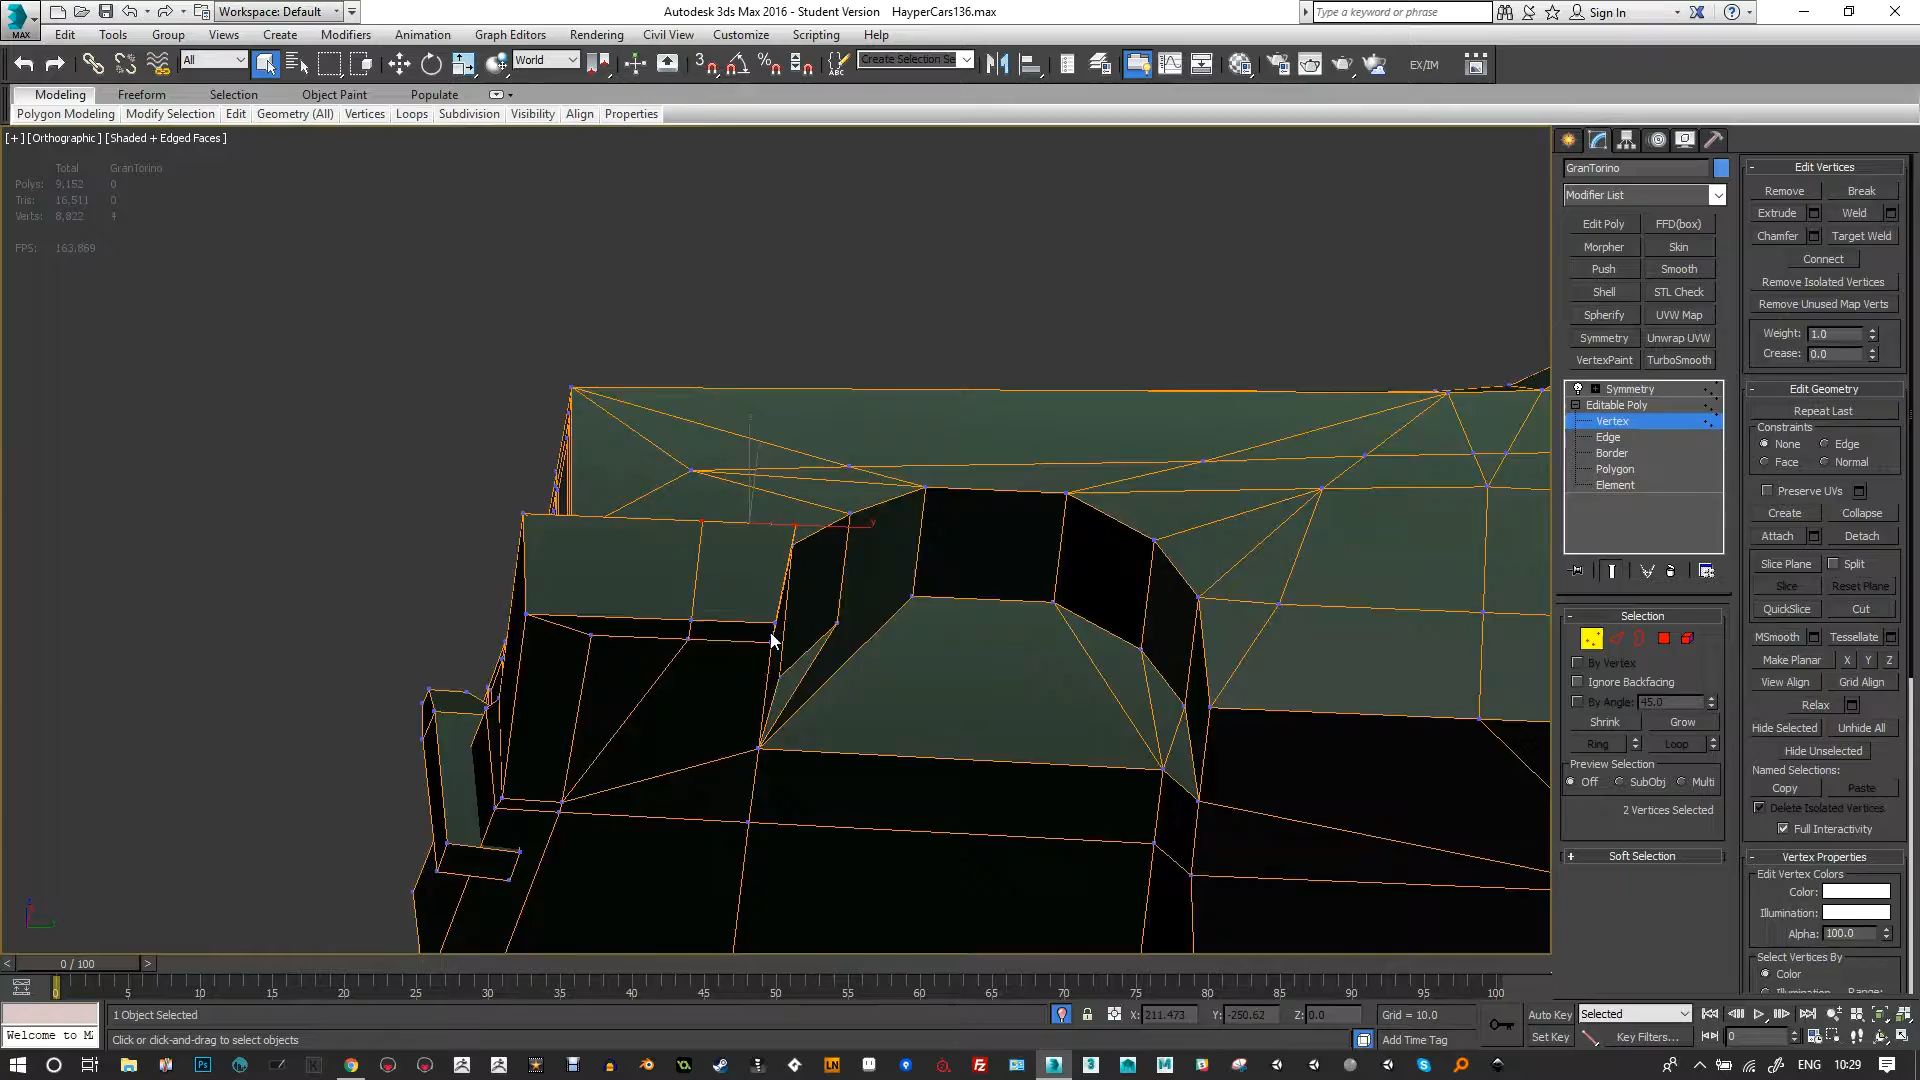 Workspace: Default
Autodesk 3ds Max 2016 - Student Version    HayperCars136.max
Type a keyword or phrase
Sign In
MAX
Edit Tools Group Views Create Modifiers Animation Graph Editors Rendering Civil View Customize Scripting Help
All
World
Create Selection Se
EX/IM
Modeling Freeform Selection Object Paint Populate
Polygon Modeling Modify Selection Edit Geometry (All) Vertices Loops Subdivision Visibility Align Properties
[+] [Orthographic ] [Shaded + Edged Faces ]
Total GranTorino
Polys: 9,152 0
Tris: 16,511 0
Verts: 8,822 4
FPS: 163.869
y
GranTorino
Modifier List
Edit Poly FFD(box)
Morpher Skin
Push Smooth
Shell STL Check
Spherify UVW Map
Symmetry Unwrap UVW
VertexPaint TurboSmooth
Symmetry
Editable Poly
Vertex
Edge
Border
Polygon
Element
Selection
By Vertex
Ignore Backfacing
By Angle: 45.0
Shrink Grow
Ring Loop
Preview Selection
Off SubObj Multi
2 Vertices Selected
Soft Selection
Edit Vertices
Remove Break
Extrude Weld
Chamfer Target Weld
Connect
Remove Isolated Vertices
Remove Unused Map Verts
Weight: 1.0
Crease: 0.0
Edit Geometry
Repeat Last
Constraints
None Edge
Face Normal
Preserve UVs
Create Collapse
Attach Detach
Slice Plane Split
Slice Reset Plane
QuickSlice Cut
MSmooth Tessellate
Make Planar X Y Z
View Align Grid Align
Relax
Hide Selected Unhide All
Hide Unselected
Named Selections:
Copy Paste
Delete Isolated Vertices
Full Interactivity
Vertex Properties
Edit Vertex Colors
Color:
Illumination:
Alpha: 100.0
Select Vertices By
Color
0 / 100
0 5 10 15 20 25 30 35 40 45 50 55 60 65 70 75 80 85 90 95 100
1 Object Selected
X: 211.473 Y: -250.62 Z: 0.0
Grid = 10.0
Auto Key Selected
Welcome to M
Click or click-and-drag to select objects
Add Time Tag
Set Key Key Filters...
0
ENG 10:29